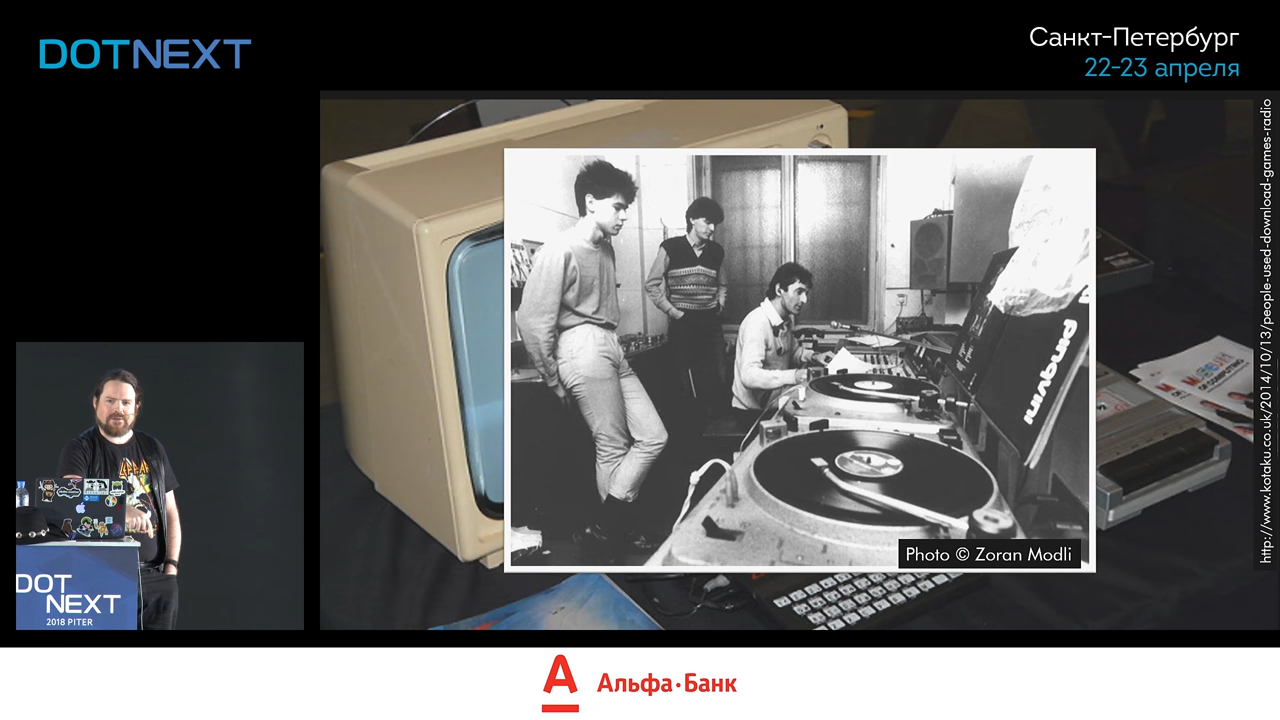 DOTNEXT
Санкт-Петербург
22-23 апреля
http://www.kotaku.co.uk/2014/10/13/people-used-download-games-radio
pingvini
Photo © Zoran Modli
DOT
NEXT
2018 PITER
Альфа·Банк